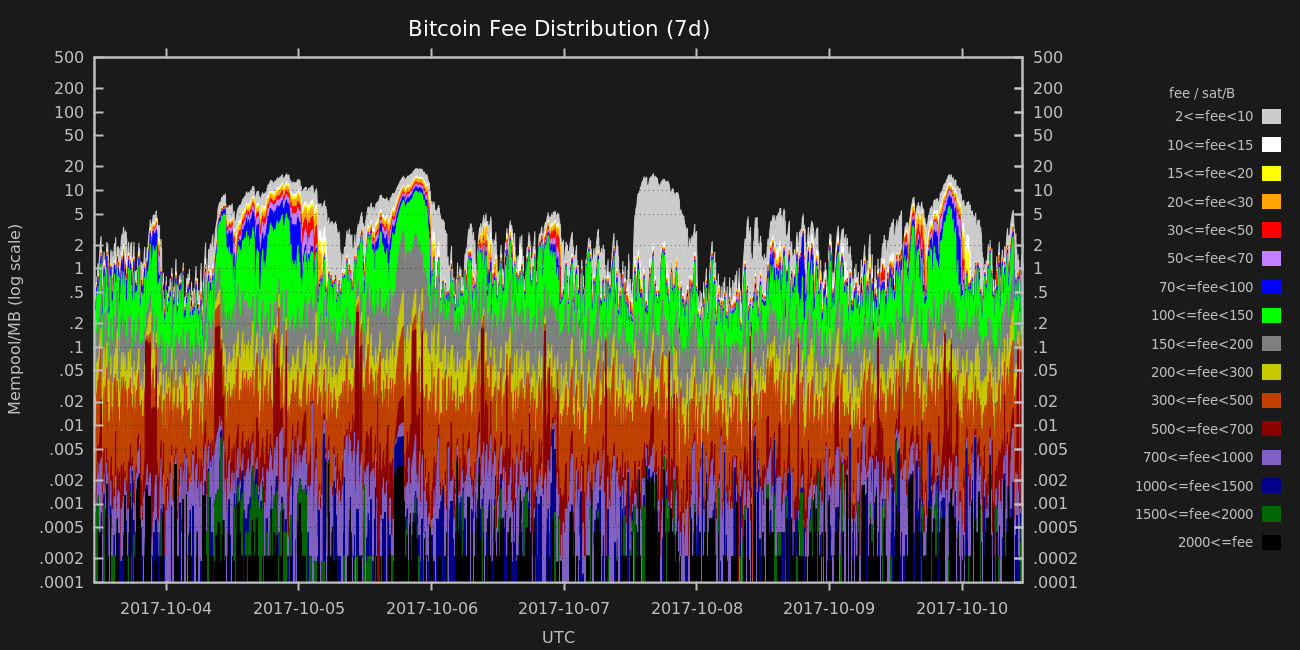 Bitcoin Fee Distribution (7d)
500
200
100
50
20
10
5
2
1
.5
.2
.1
.05
.02
.01
.005
.002
.001
.0005
.0002
.0001
Mempool/MB (log scale)
500
200
100
50
20
10
5
2
1
.5
.2
.1
.05
.02
.01
.005
.002
.001
.0005
.0002
.0001
2017-10-04 2017-10-05 2017-10-06 2017-10-07 2017-10-08 2017-10-09 2017-10-10
UTC
fee / sat/B
2<=fee<10
10<=fee<15
15<=fee<20
20<=fee<30
30<=fee<50
50<=fee<70
70<=fee<100
100<=fee<150
150<=fee<200
200<=fee<300
300<=fee<500
500<=fee<700
700<=fee<1000
1000<=fee<1500
1500<=fee<2000
2000<=fee